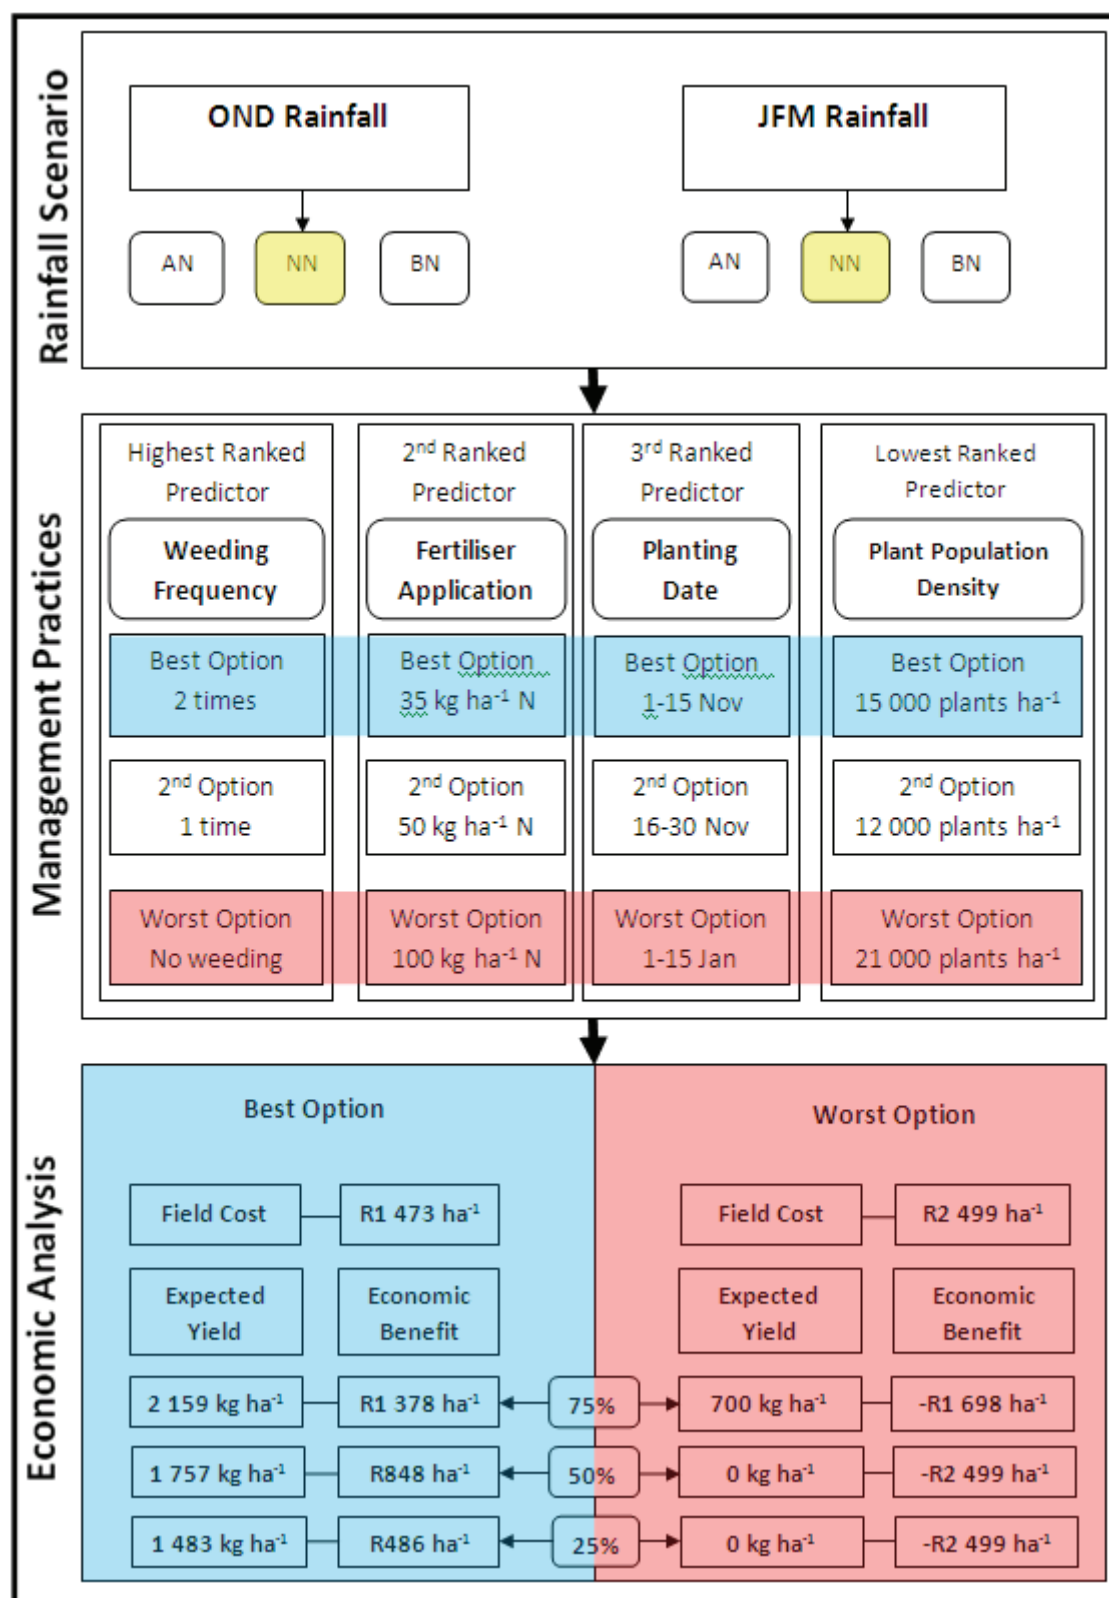 Rainfall Scenario
OND Rainfall
JFM Rainfall
AN
NN
BN
AN
NN
BN
Management Practices
Highest Ranked
Predictor
Weeding
Frequency
Best Option
2 times
2nd Option
1 time
Worst Option
No weeding
2nd Ranked
Predictor
Fertiliser
Application
Best Option
35 kg ha-1 N
2nd Option
50 kg ha-1 N
Worst Option
100 kg ha-1 N
3rd Ranked
Predictor
Planting
Date
Best Option
1-15 Nov
2nd Option
16-30 Nov
Worst Option
1-15 Jan
Lowest Ranked
Predictor
Plant Population
Density
Best Option
15 000 plants ha-1
2nd Option
12 000 plants ha-1
Worst Option
21 000 plants ha-1
Economic Analysis
Best Option
Worst Option
Field Cost
R1 473 ha-1
Field Cost
R2 499 ha-1
Expected
Yield
Economic
Benefit
Expected
Yield
Economic
Benefit
2 159 kg ha-1
R1 378 ha-1
75%
700 kg ha-1
-R1 698 ha-1
1 757 kg ha-1
R848 ha-1
50%
0 kg ha-1
-R2 499 ha-1
1 483 kg ha-1
R486 ha-1
25%
0 kg ha-1
-R2 499 ha-1